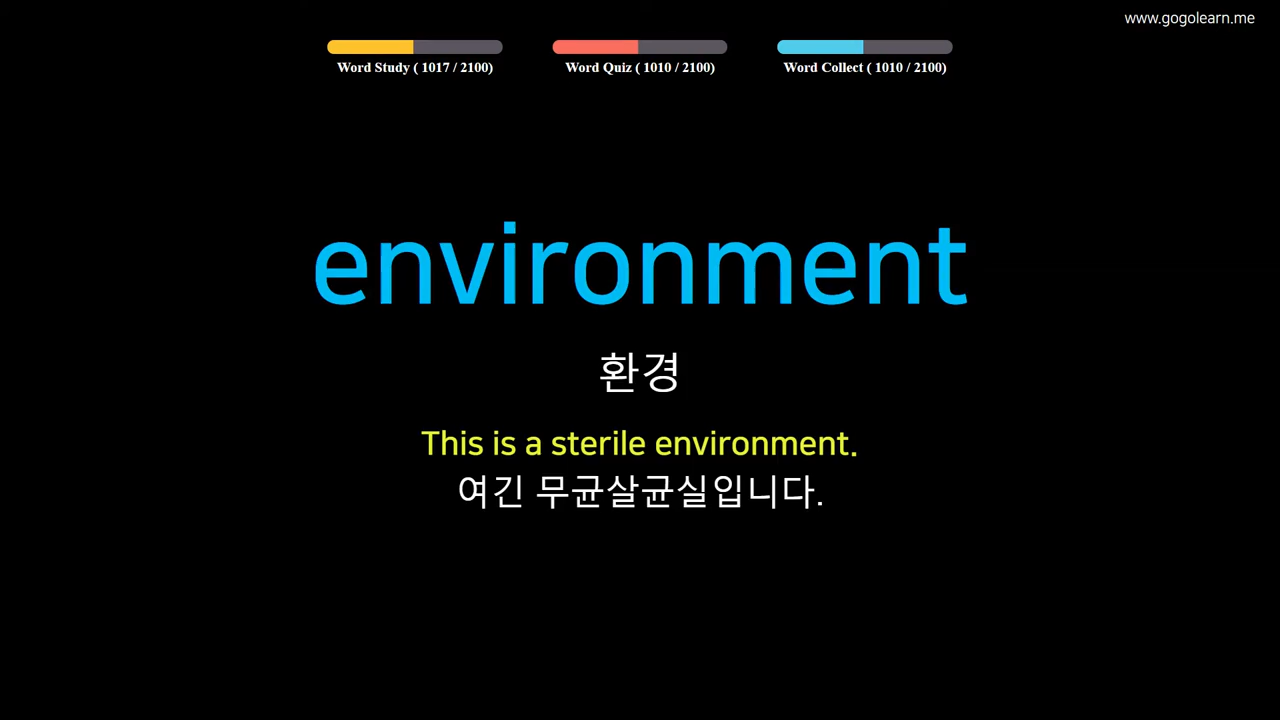 www.gogolearn.me
Word Study ( 1017 / 2100)
Word Quiz ( 1010 / 2100)
Word Collect ( 1010 / 2100)
environment
환경
This is a sterile environment.
여긴 무균살균실입니다.